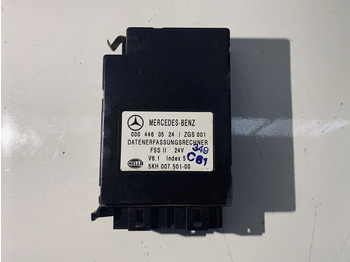 MERCEDES-BENZ
000 446 05 24 / ZGS 001
DATENERFASSUNGSRECHNER
FSS II 24V
V6.1 Index 5
349
C61
HELLA
5KH 007 501-00